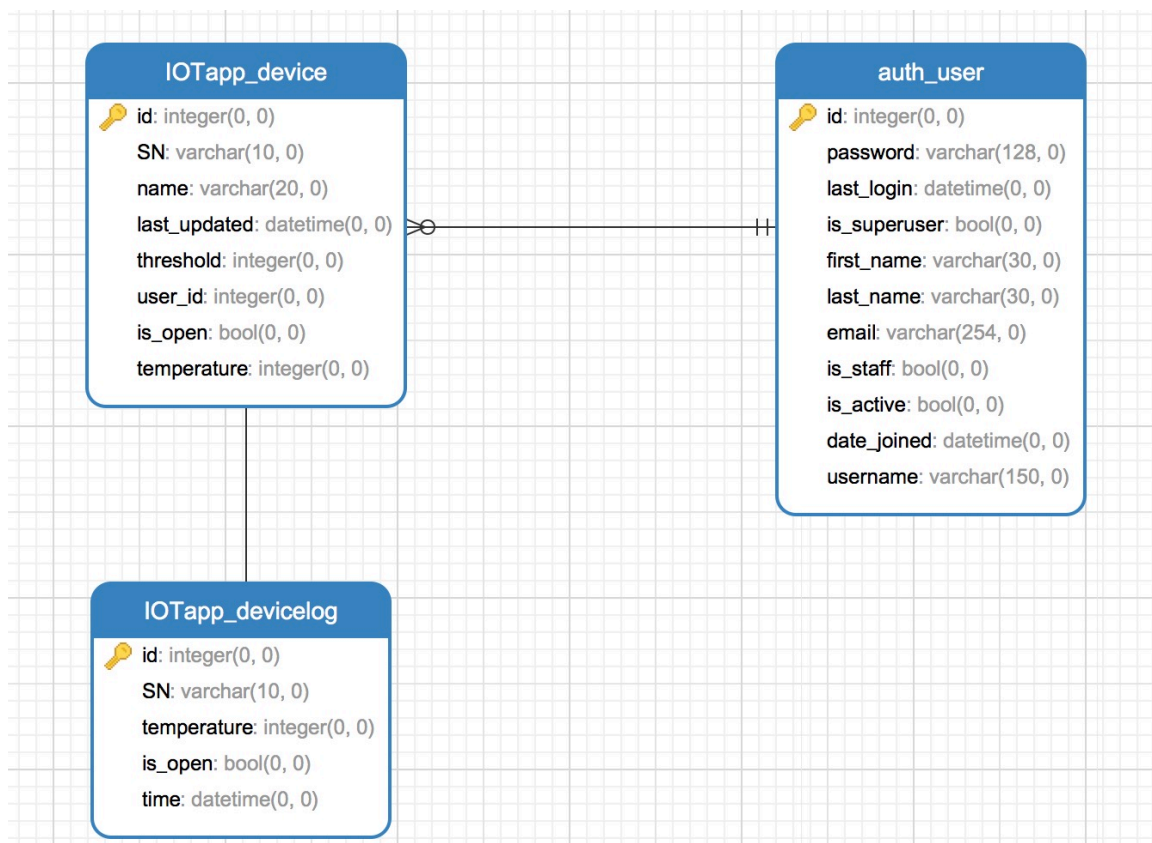 IOTapp_device
id: integer(0, 0)
SN: varchar(10, 0)
name: varchar(20, 0)
last_updated: datetime(0, 0)
threshold: integer(0, 0)
user_id: integer(0, 0)
is_open: bool(0, 0)
temperature: integer(0, 0)
auth_user
id: integer(0, 0)
password: varchar(128, 0)
last_login: datetime(0, 0)
is_superuser: bool(0, 0)
first_name: varchar(30, 0)
last_name: varchar(30, 0)
email: varchar(254, 0)
is_staff: bool(0, 0)
is_active: bool(0, 0)
date_joined: datetime(0, 0)
username: varchar(150, 0)
IOTapp_devicelog
id: integer(0, 0)
SN: varchar(10, 0)
temperature: integer(0, 0)
is_open: bool(0, 0)
time: datetime(0, 0)